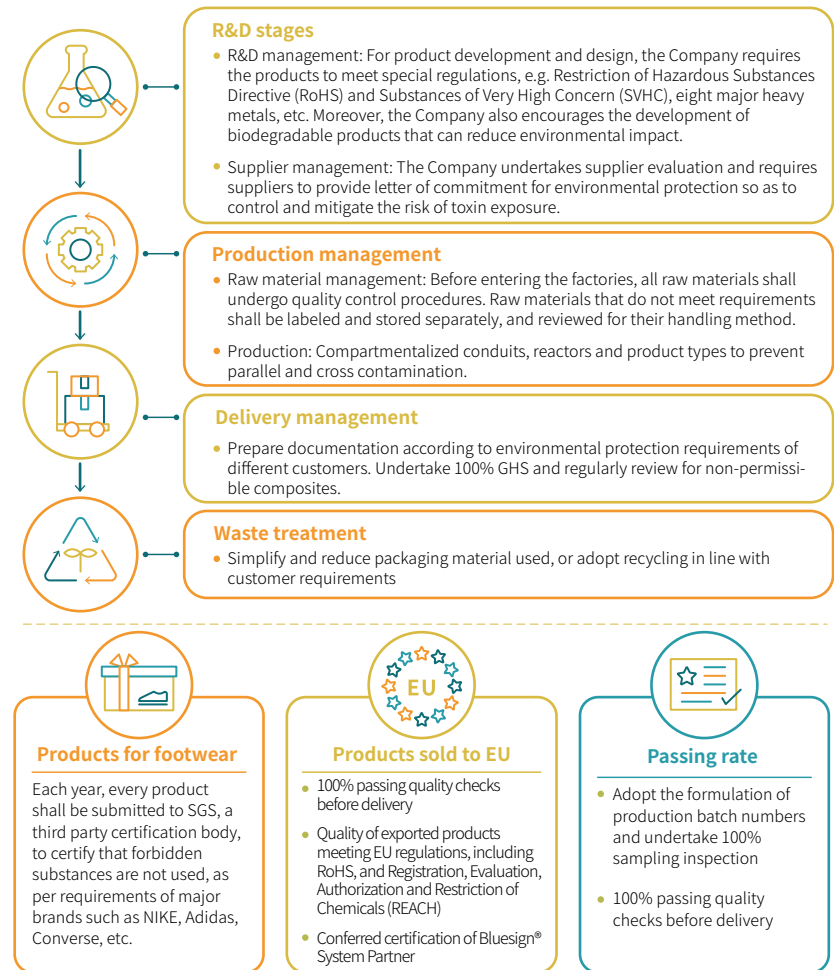 R&D stages
• R&D management: For product development and design, the Company requires
the products to meet special regulations, e.g. Restriction of Hazardous Substances
Directive (RoHS) and Substances of Very High Concern (SVHC), eight major heavy
metals, etc. Moreover, the Company also encourages the development of
biodegradable products that can reduce environmental impact.
• Supplier management: The Company undertakes supplier evaluation and requires
suppliers to provide letter of commitment for environmental protection so as to
control and mitigate the risk of toxin exposure.
Production management
• Raw material management: Before entering the factories, all raw materials shall
undergo quality control procedures. Raw materials that do not meet requirements
shall be labeled and stored separately, and reviewed for their handling method.
• Production: Compartmentalized conduits, reactors and product types to prevent
parallel and cross contamination.
Delivery management
• Prepare documentation according to environmental protection requirements of
different customers. Undertake 100% GHS and regularly review for non-permissi-
ble composites.
Waste treatment
• Simplify and reduce packaging material used, or adopt recycling in line with
customer requirements
Products for footwear
Each year, every product
shall be submitted to SGS, a
third party certification body,
to certify that forbidden
substances are not used, as
per requirements of major
brands such as NIKE, Adidas,
Converse, etc.
EU
Products sold to EU
• 100% passing quality checks
before delivery
• Quality of exported products
meeting EU regulations, including
RoHS, and Registration, Evaluation,
Authorization and Restriction of
Chemicals (REACH)
• Conferred certification of Bluesign®
System Partner
Passing rate
• Adopt the formulation of
production batch numbers
and undertake 100%
sampling inspection
• 100% passing quality
checks before delivery